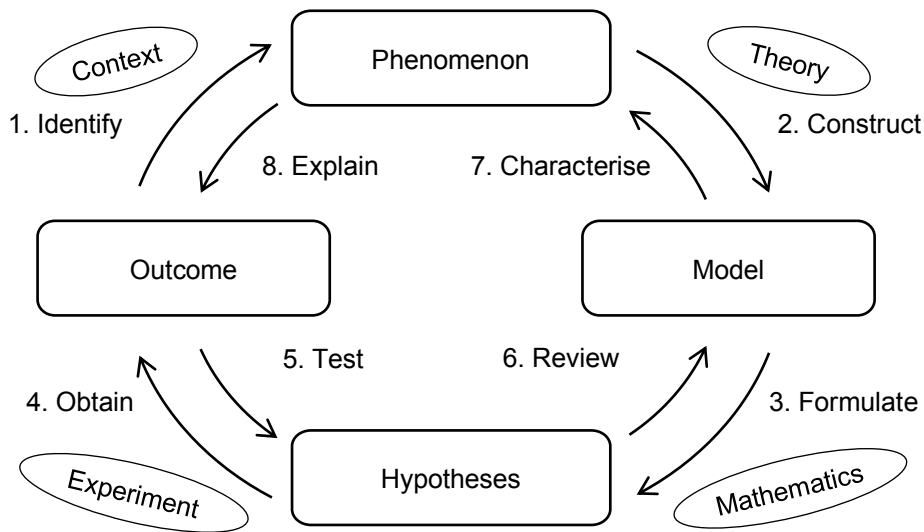 Context
Phenomenon
Theory
1. Identify
2. Construct
8. Explain
7. Characterise
Outcome
Model
5. Test
6. Review
4. Obtain
3. Formulate
Experiment
Hypotheses
Mathematics